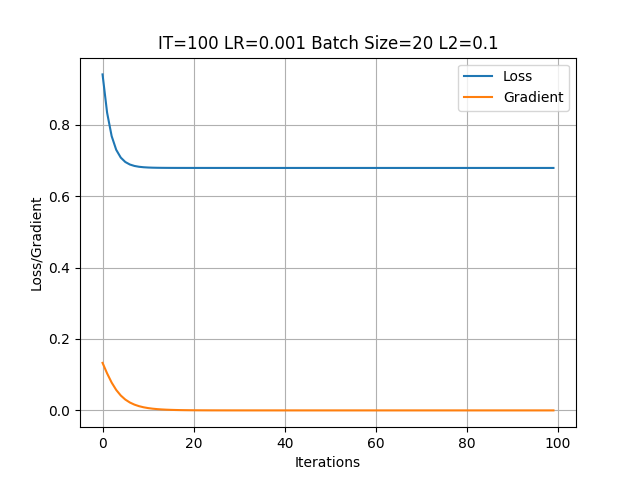 IT=100 LR=0.001 Batch Size=20 L2=0.1
Loss
Gradient
0.8
0.6
0.4
0.2
0.0
Loss/Gradient
0 20 40 60 80 100
Iterations